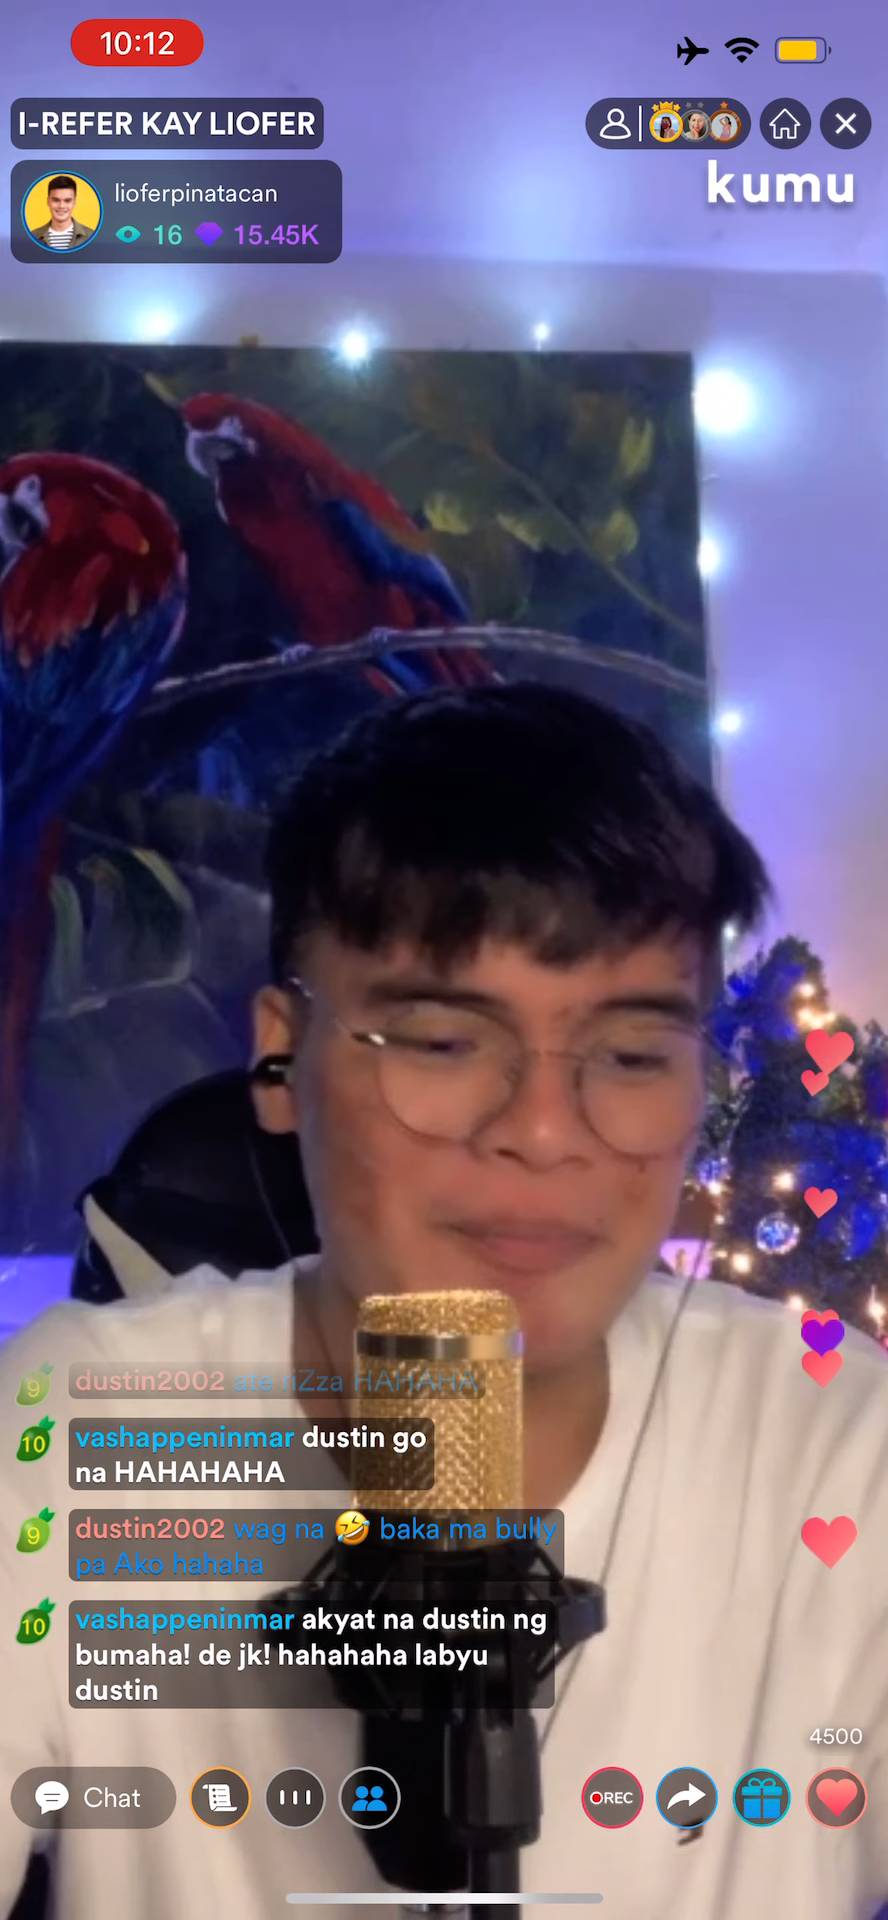 10:12
I-REFER KAY LIOFER
lioferpinatacan
16 15.45K
kumu
9 dustin2002 ate riZza HAHAHA
10 vashappeninmar dustin go
na HAHAHAHA
9 dustin2002 wag na 🤣 baka ma bully
pa Ako hahaha
10 vashappeninmar akyat na dustin ng
bumaha! de jk! hahahaha labyu
dustin
4500
Chat
REC